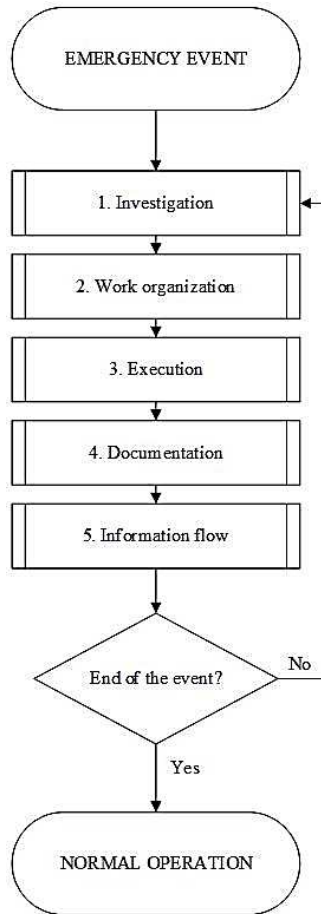 EMERGENCY EVENT
1. Investigation
2. Work organization
3. Execution
4. Documentation
5. Information flow
End of the event?
No
Yes
NORMAL OPERATION